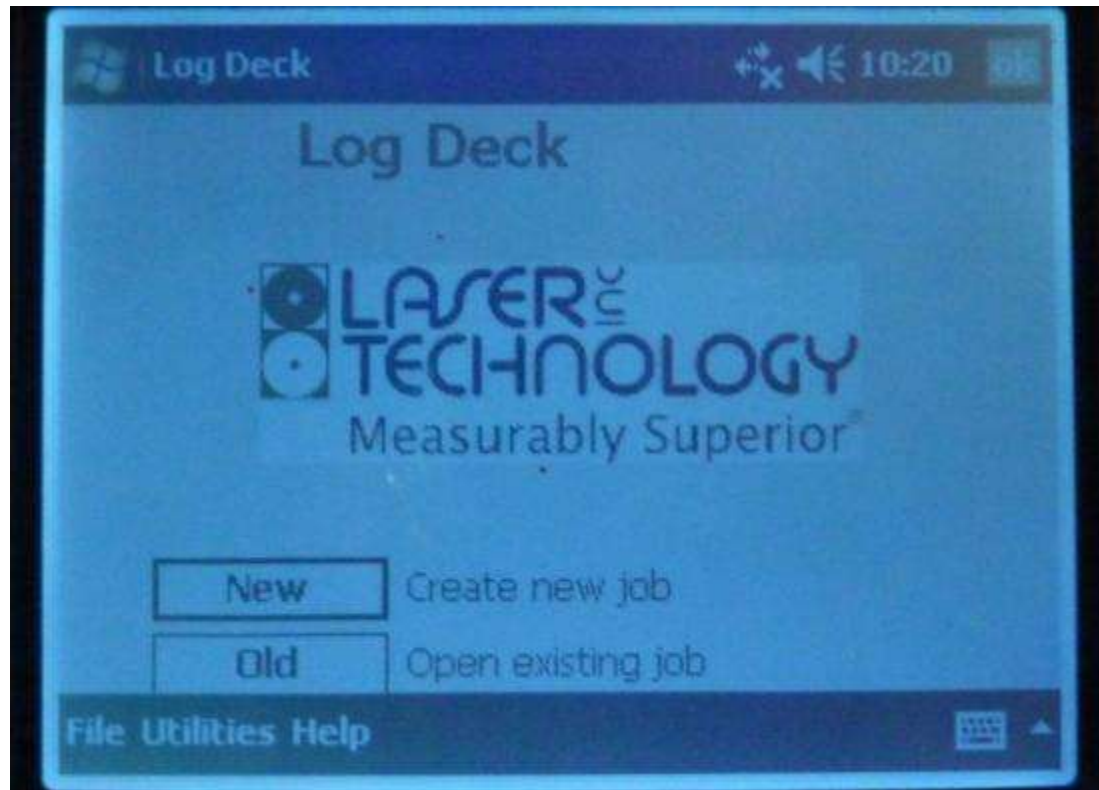 Log Deck 10:20 ok
Log Deck
LASER INC
TECHNOLOGY
Measurably Superior®
New Create new job
Old Open existing job
File Utilities Help